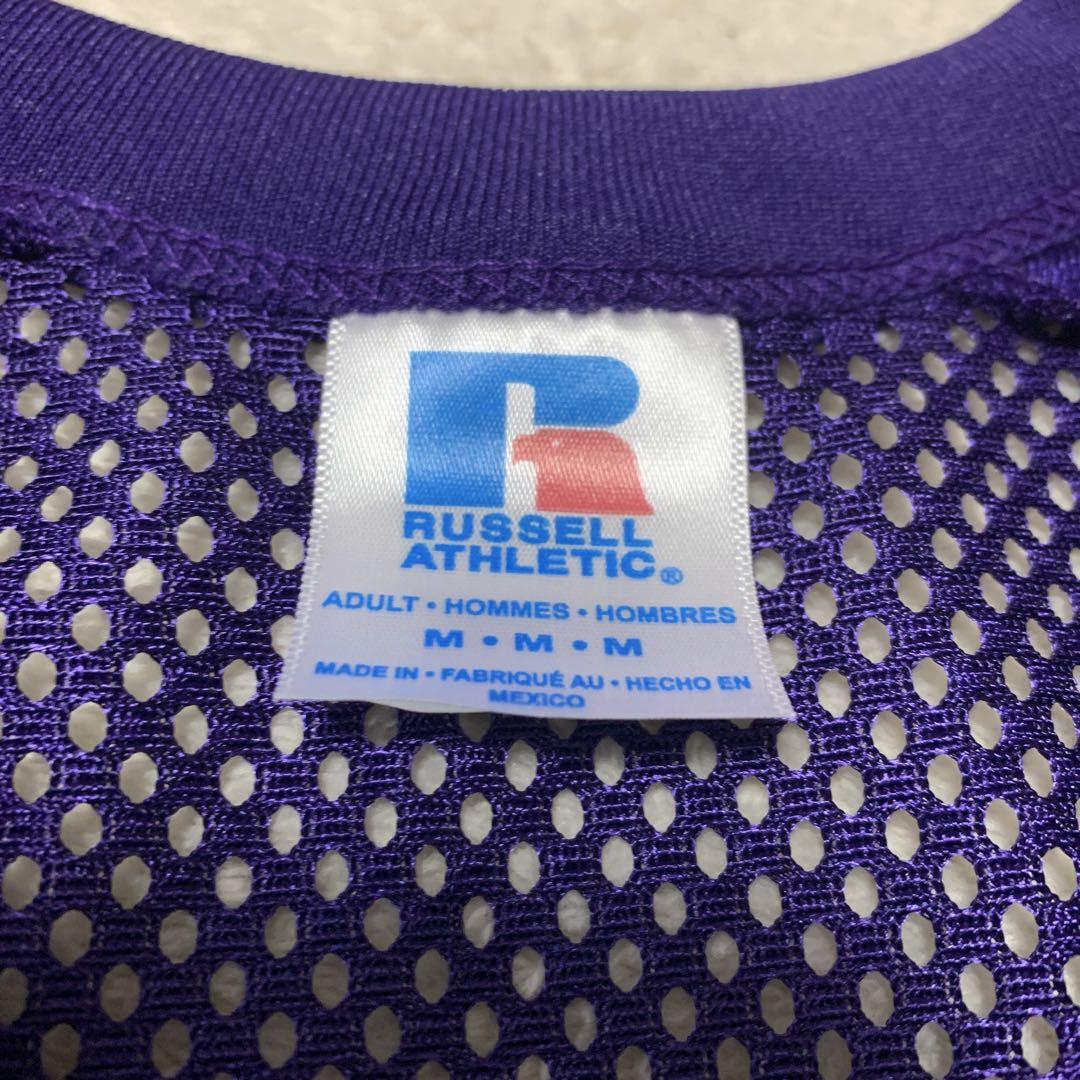 R
RUSSELL
ATHLETIC®
ADULT • HOMMES • HOMBRES
M • M • M
MADE IN • FABRIQUÉ AU • HECHO EN
MEXICO